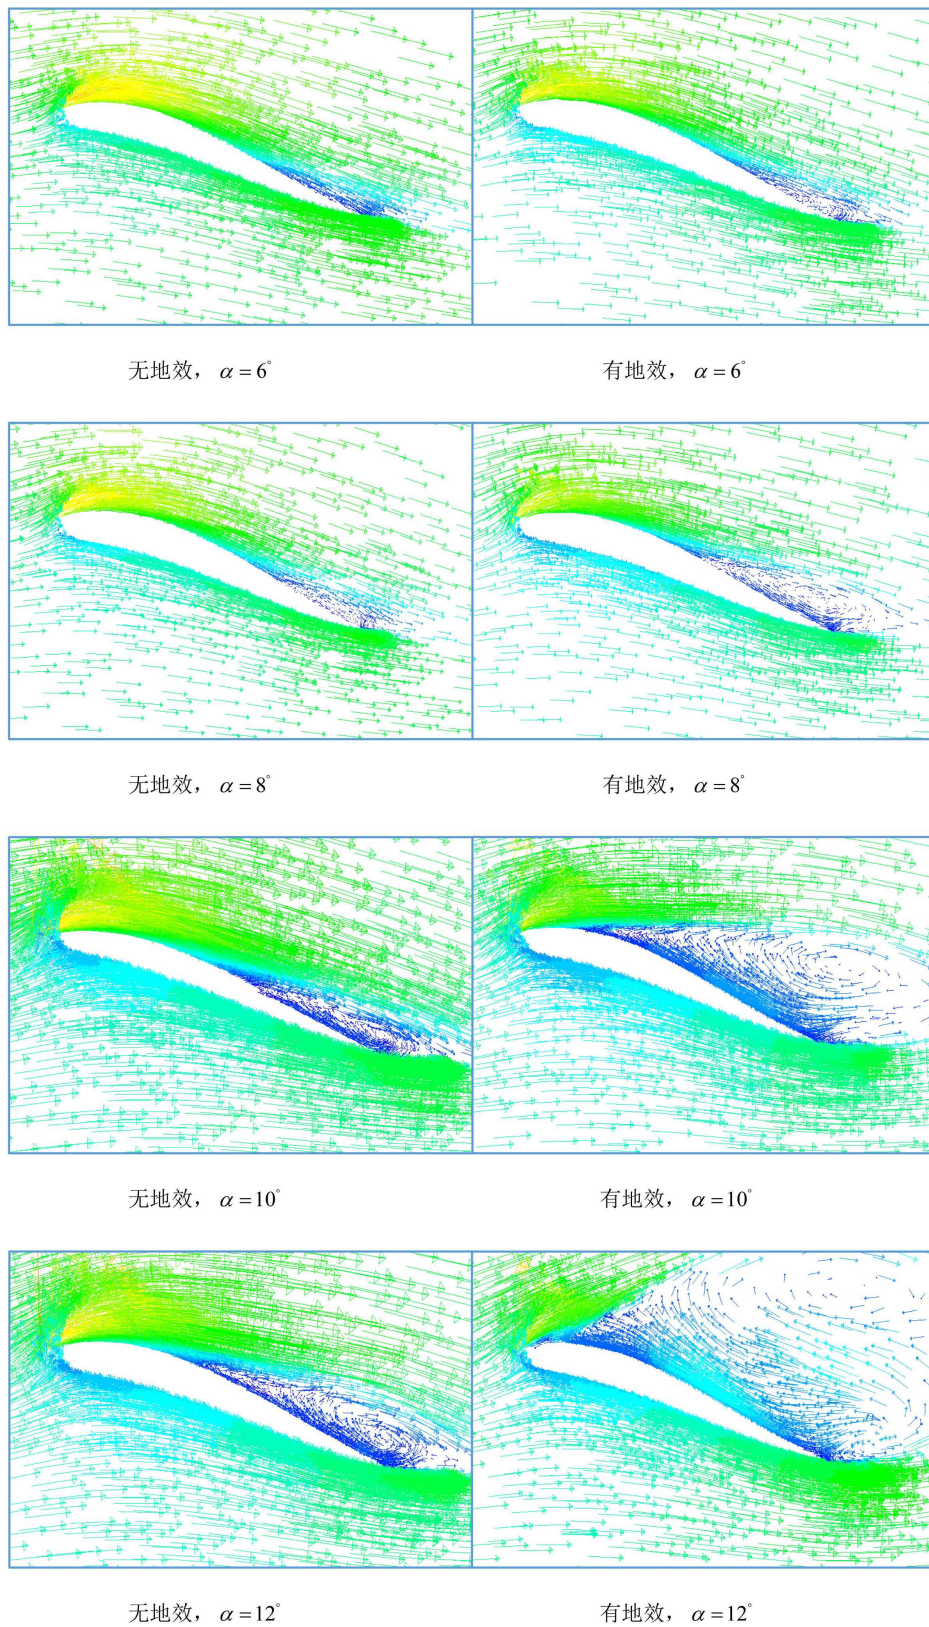 无地效， α = 6° 有地效， α = 6°
无地效， α = 8° 有地效， α = 8°
无地效， α = 10° 有地效， α = 10°
无地效， α = 12° 有地效， α = 12°